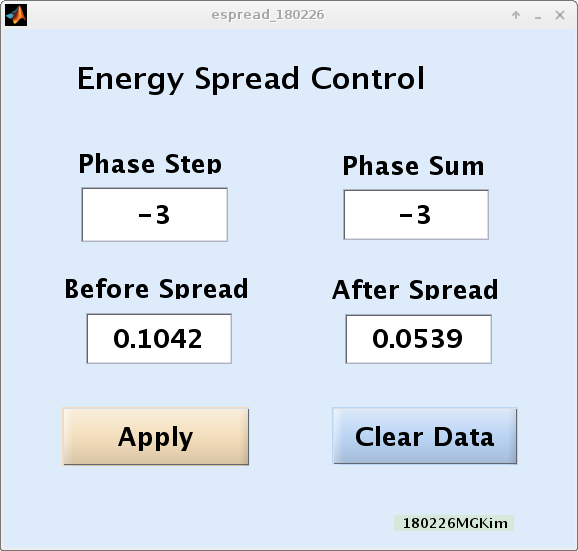 espread_180226
Energy Spread Control
Phase Step
Phase Sum
-3
-3
Before Spread
After Spread
0.1042
0.0539
Apply
Clear Data
180226MGKim